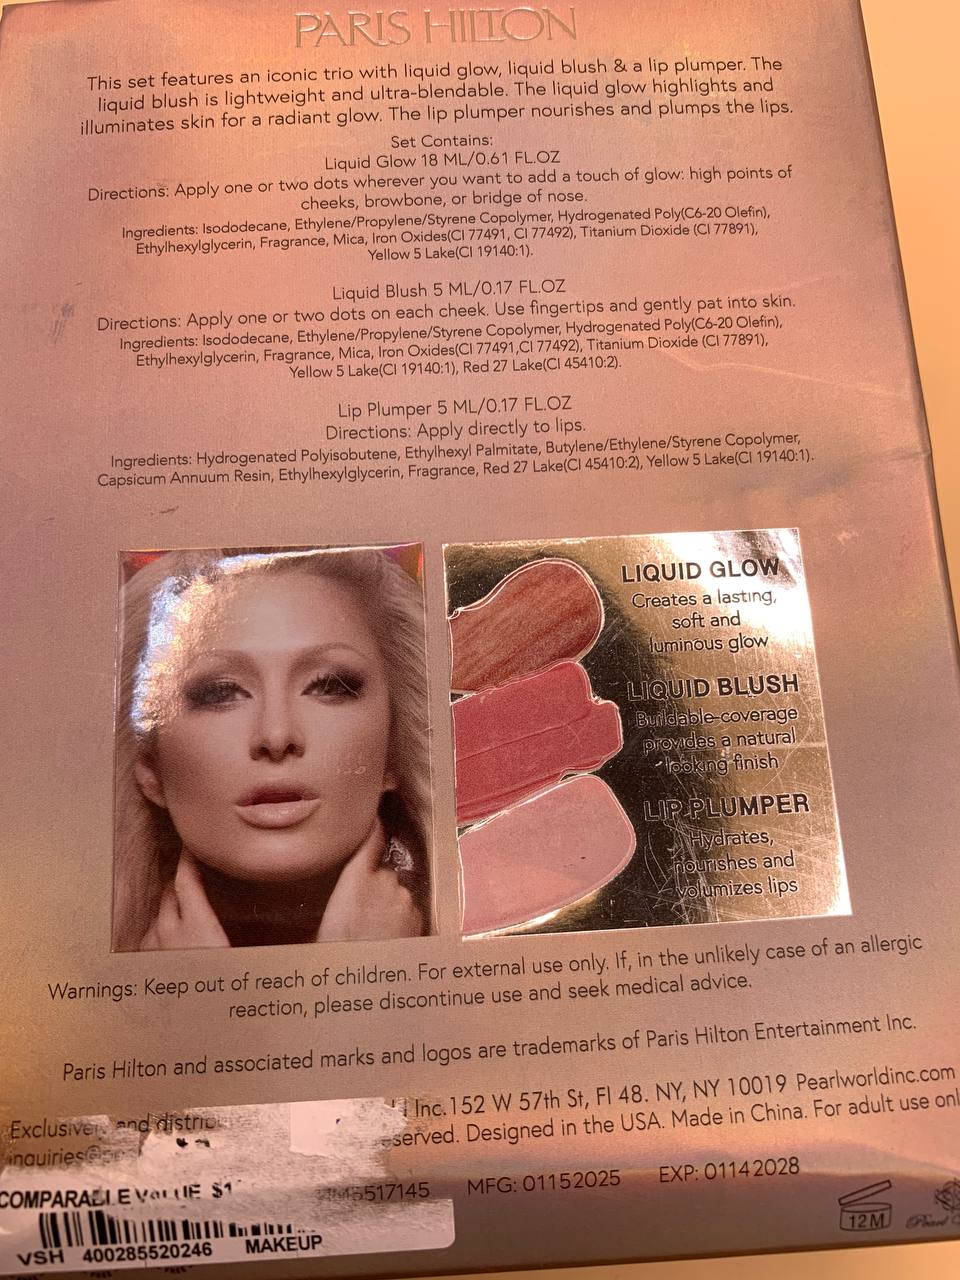 PARIS HILTON
This set features an iconic trio with liquid glow, liquid blush & a lip plumper. The
liquid blush is lightweight and ultra-blendable. The liquid glow highlights and
illuminates skin for a radiant glow. The lip plumper nourishes and plumps the lips.
Set Contains:
Liquid Glow 18 ML/0.61 FL.OZ
Directions: Apply one or two dots wherever you want to add a touch of glow: high points of
cheeks, browbone, or bridge of nose.
Ingredients: Isododecane, Ethylene/Propylene/Styrene Copolymer, Hydrogenated Poly(C6-20 Olefin),
Ethylhexylglycerin, Fragrance, Mica, Iron Oxides(CI 77491, CI 77492), Titanium Dioxide (CI 77891),
Yellow 5 Lake(CI 19140:1).
Liquid Blush 5 ML/0.17 FL.OZ
Directions: Apply one or two dots on each cheek. Use fingertips and gently pat into skin.
Ingredients: Isododecane, Ethylene/Propylene/Styrene Copolymer, Hydrogenated Poly(C6-20 Olefin),
Ethylhexylglycerin, Fragrance, Mica, Iron Oxides(CI 77491,CI 77492), Titanium Dioxide (CI 77891),
Yellow 5 Lake(CI 19140:1), Red 27 Lake(CI 45410:2).
Lip Plumper 5 ML/0.17 FL.OZ
Directions: Apply directly to lips.
Ingredients: Hydrogenated Polyisobutene, Ethylhexyl Palmitate, Butylene/Ethylene/Styrene Copolymer,
Capsicum Annuum Resin, Ethylhexylglycerin, Fragrance, Red 27 Lake(CI 45410:2), Yellow 5 Lake(CI 19140:1).
LIQUID GLOW
Creates a lasting,
soft and
luminous glow
LIQUID BLUSH
Buildable coverage
provides a natural
looking finish
LIP PLUMPER
Hydrates,
nourishes and
volumizes lips
Warnings: Keep out of reach of children. For external use only. If, in the unlikely case of an allergic
reaction, please discontinue use and seek medical advice.
Paris Hilton and associated marks and logos are trademarks of Paris Hilton Entertainment Inc.
and Inc. 152 W 57th St, Fl 48. NY, NY 10019 Pearlworldinc.com
Designed in the USA. Made in China. For adult use
COMPARABLE VALUE
MFG: 01152025 EXP: 01142028
VSH 400285520246 MAKEUP
12M
Pearl